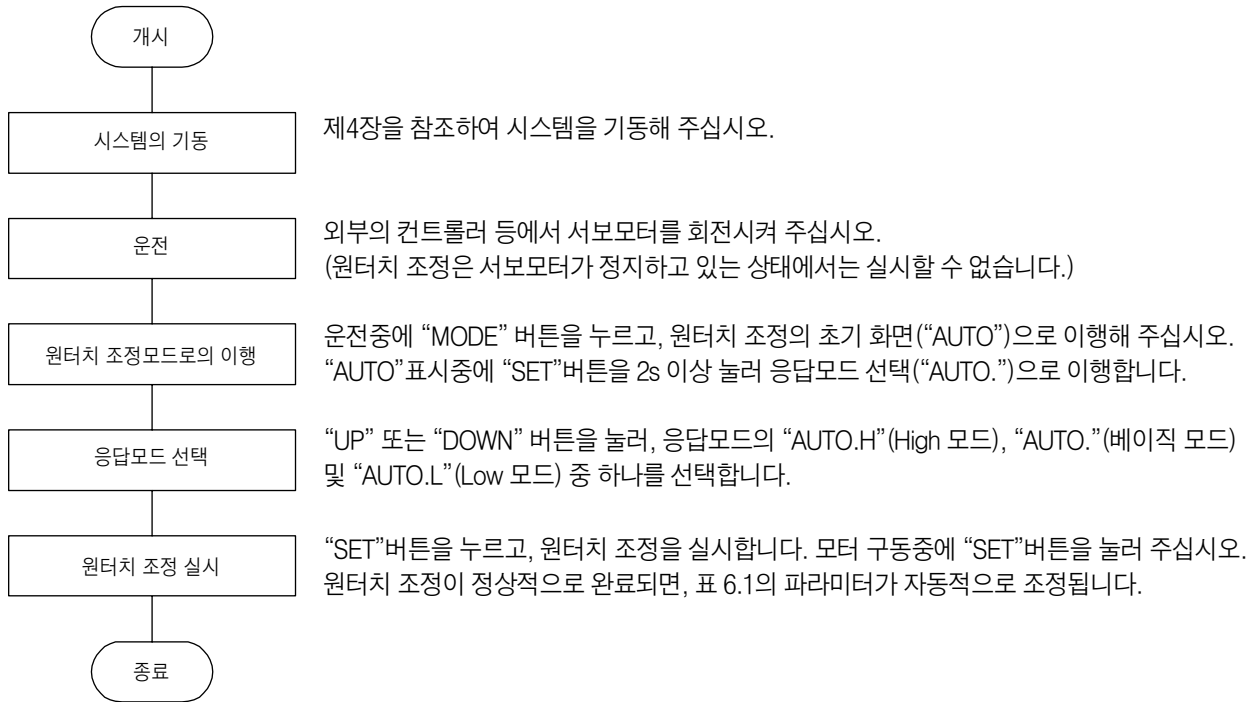 개시
시스템의 기동
제4장을 참조하여 시스템을 기동해 주십시오.
운전
외부의 컨트롤러 등에서 서보모터를 회전시켜 주십시오.
(원터치 조정은 서보모터가 정지하고 있는 상태에서는 실시할 수 없습니다.)
원터치 조정모드로의 이행
운전중에 “MODE” 버튼을 누르고, 원터치 조정의 초기 화면(“AUTO”)으로 이행해 주십시오.
“AUTO”표시중에 “SET”버튼을 2s 이상 눌러 응답모드 선택(“AUTO.”)으로 이행합니다.
응답모드 선택
“UP” 또는 “DOWN” 버튼을 눌러, 응답모드의 “AUTO.H”(High 모드), “AUTO.”(베이직 모드)
및 “AUTO.L”(Low 모드) 중 하나를 선택합니다.
원터치 조정 실시
“SET”버튼을 누르고, 원터치 조정을 실시합니다. 모터 구동중에 “SET”버튼을 눌러 주십시오.
원터치 조정이 정상적으로 완료되면, 표 6.1의 파라미터가 자동적으로 조정됩니다.
종료